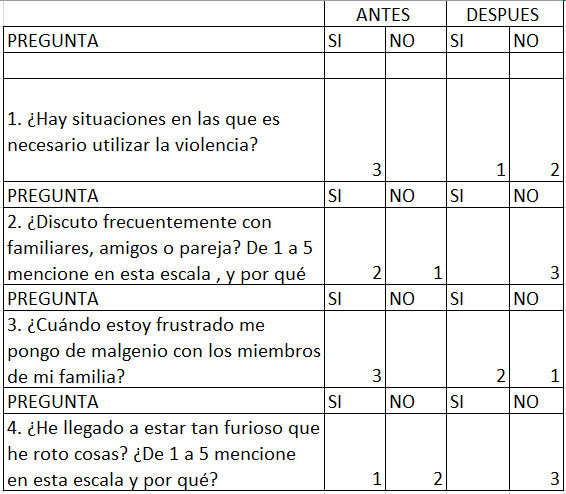 ANTES DESPUES
PREGUNTA SI NO SI NO
1. ¿Hay situaciones en las que es
necesario utilizar la violencia?
3 1 2
PREGUNTA SI NO SI NO
2. ¿Discuto frecuentemente con
familiares, amigos o pareja? De 1 a 5
mencione en esta escala , y por qué 2 1 3
PREGUNTA SI NO SI NO
3. ¿Cuándo estoy frustrado me
pongo de malgenio con los miembros
de mi familia? 3 2 1
PREGUNTA SI NO SI NO
4. ¿He llegado a estar tan furioso que
he roto cosas? ¿De 1 a 5 mencione
en esta escala y por qué? 1 2 3